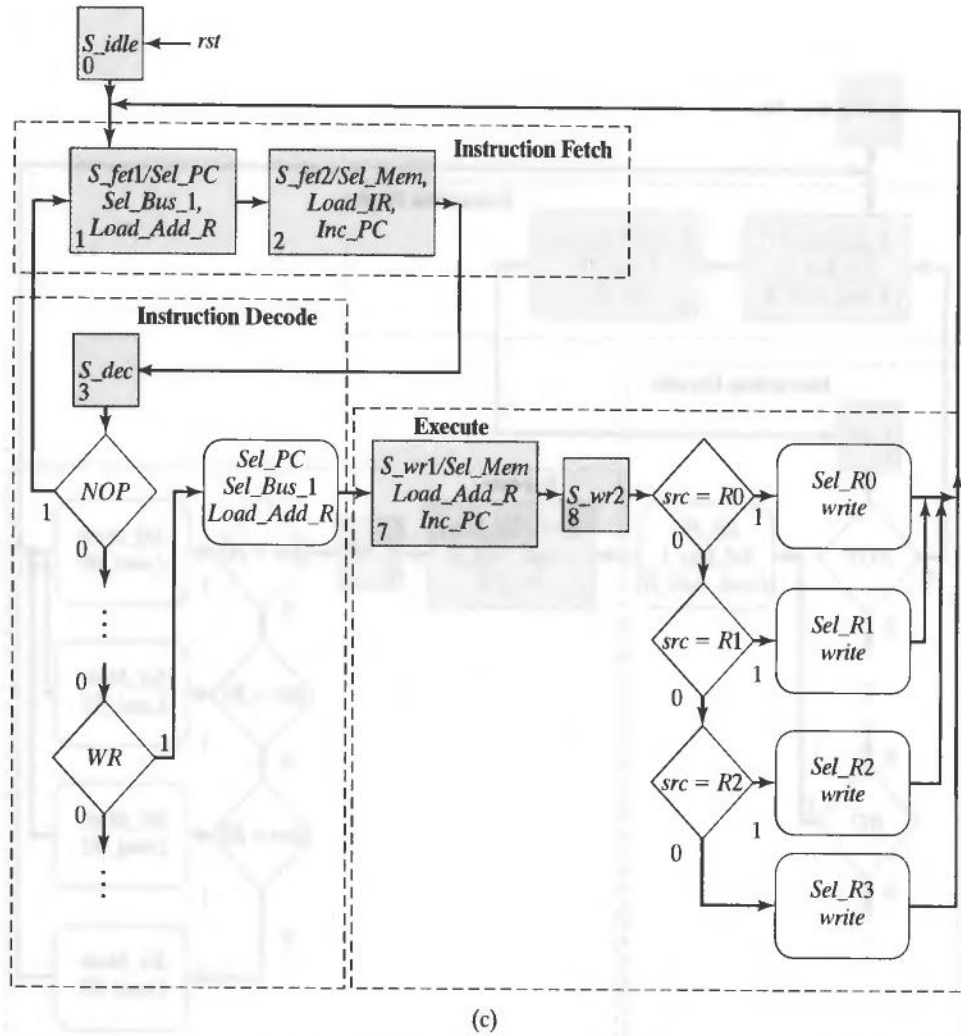 S_idle
0
rst
Instruction Fetch
S_fet1/Sel_PC
Sel_Bus_1,
Load_Add_R
1
S_fet2/Sel_Mem,
Load_IR,
Inc_PC
2
Instruction Decode
S_dec
3
NOP
1
0
Sel_PC
Sel_Bus_1
Load_Add_R
0
WR
1
0
Execute
S_wr1/Sel_Mem
Load_Add_R
Inc_PC
7
S_wr2
8
src = R0
1
0
Sel_R0
write
src = R1
1
0
Sel_R1
write
src = R2
1
0
Sel_R2
write
Sel_R3
write
(c)